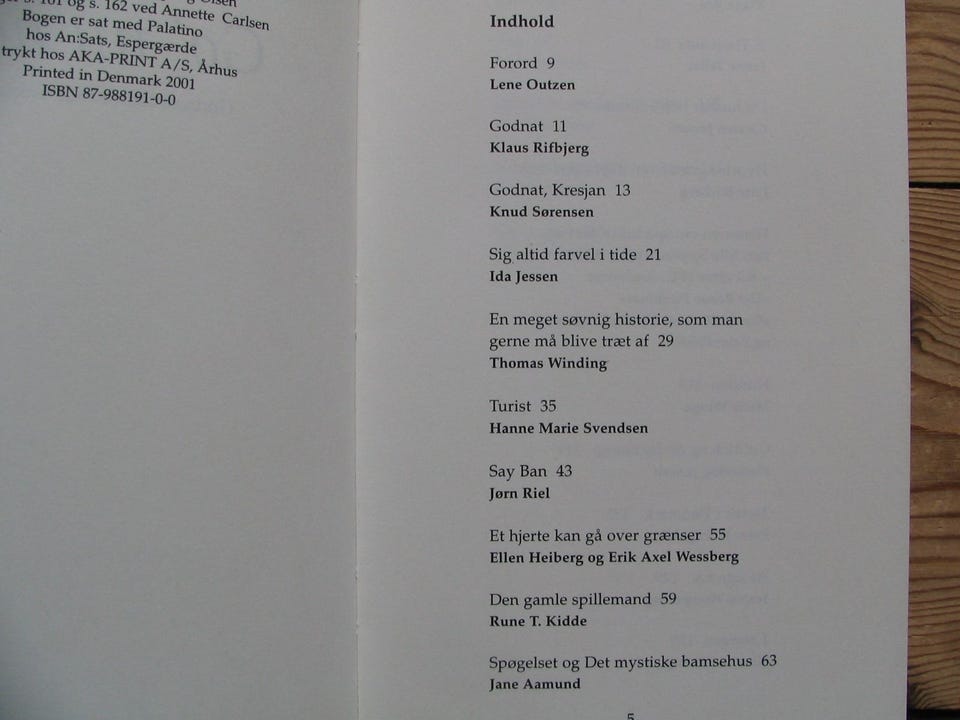 s. 162 ved Annette Carlsen
Bogen er sat med Palatino
hos An:Sats, Espergærde
trykt hos AKA-PRINT A/S, Århus
Printed in Denmark 2001
ISBN 87-988191-0-0
Indhold
Forord 9
Lene Outzen
Godnat 11
Klaus Rifbjerg
Godnat, Kresjan 13
Knud Sørensen
Sig altid farvel i tide 21
Ida Jessen
En meget søvnig historie, som man
gerne må blive træt af 29
Thomas Winding
Turist 35
Hanne Marie Svendsen
Say Ban 43
Jørn Riel
Et hjerte kan gå over grænser 55
Ellen Heiberg og Erik Axel Wessberg
Den gamle spillemand 59
Rune T. Kidde
Spøgelset og Det mystiske bamsehus 63
Jane Aamund
5